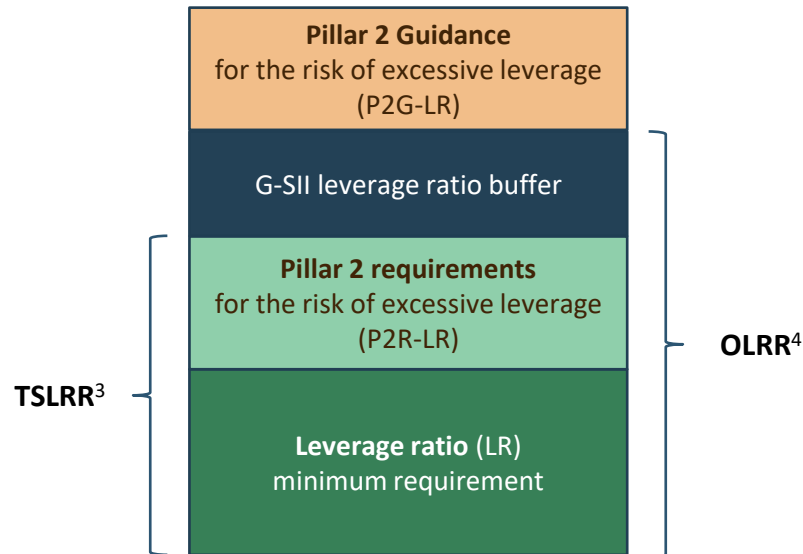 Pillar 2 Guidance
for the risk of excessive leverage
(P2G-LR)
G-SII leverage ratio buffer
Pillar 2 requirements
for the risk of excessive leverage
(P2R-LR)
OLRR⁴
TSLRR³
Leverage ratio (LR)
minimum requirement